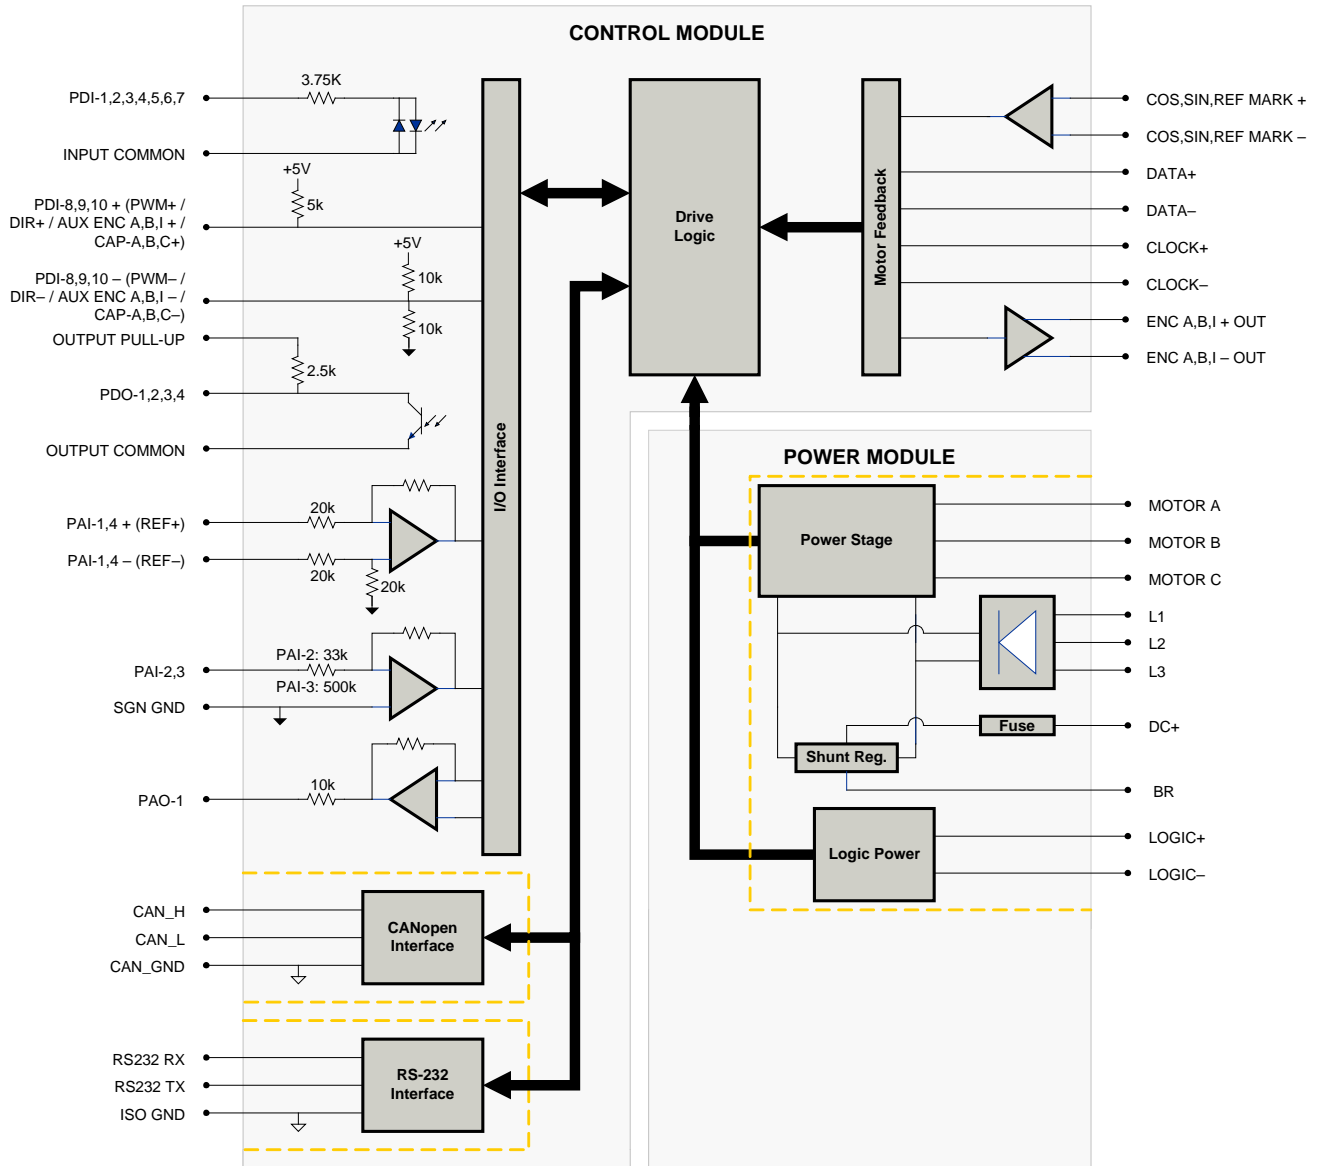 CONTROL MODULE
3.75K
PDI-1,2,3,4,5,6,7
INPUT COMMON
+5V
5k
PDI-8,9,10 + (PWM+ /
DIR+ / AUX ENC A,B,I + /
CAP-A,B,C+)
+5V
10k
PDI-8,9,10 – (PWM– /
DIR– / AUX ENC A,B,I – /
CAP-A,B,C–)
10k
OUTPUT PULL-UP
2.5k
PDO-1,2,3,4
OUTPUT COMMON
20k
PAI-1,4 + (REF+)
PAI-1,4 – (REF–)
20k
20k
PAI-2: 33k
PAI-2,3
PAI-3: 500k
SGN GND
10k
PAO-1
I/O Interface
CAN_H
CAN_L
CAN_GND
CANopen
Interface
RS232 RX
RS232 TX
ISO GND
RS-232
Interface
Drive
Logic
Motor Feedback
COS,SIN,REF MARK +
COS,SIN,REF MARK –
DATA+
DATA–
CLOCK+
CLOCK–
ENC A,B,I + OUT
ENC A,B,I – OUT
POWER MODULE
Power Stage
MOTOR A
MOTOR B
MOTOR C
L1
L2
L3
Fuse
DC+
Shunt Reg.
BR
Logic Power
LOGIC+
LOGIC–